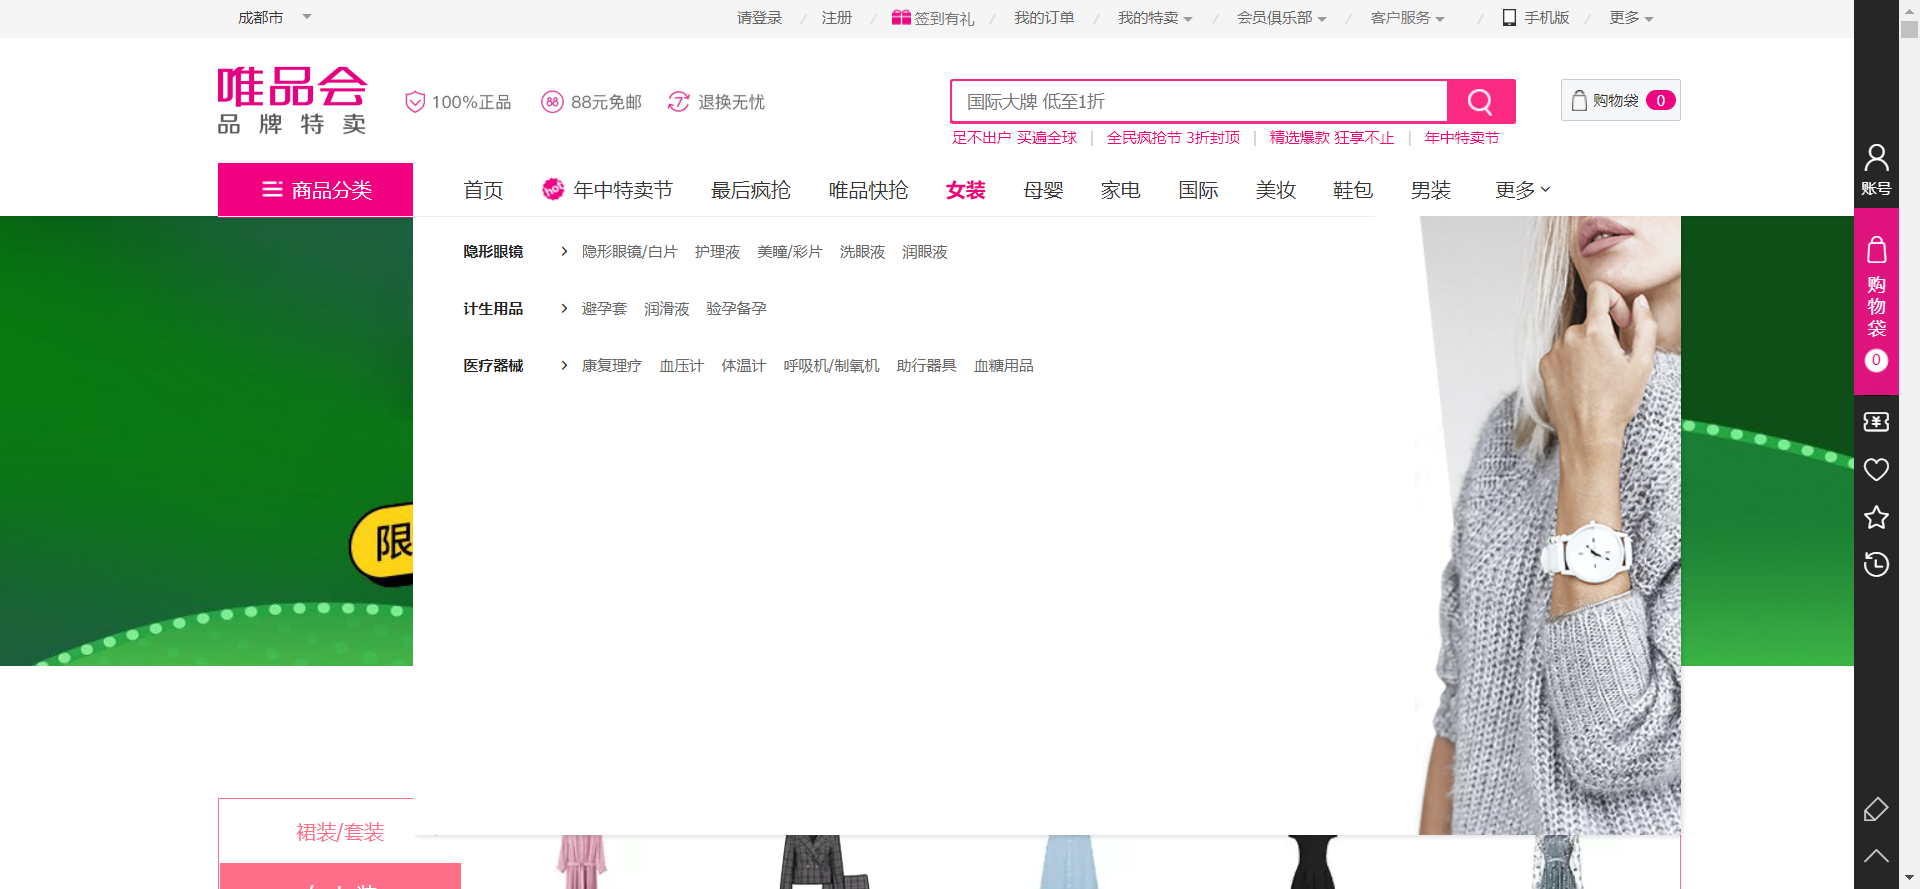 成都市 请登录 注册 签到有礼 我的订单 我的特卖 会员俱乐部 客户服务 手机版 更多
唯品会
品牌特卖
100%正品 88 88元免邮 7 退换无忧
国际大牌 低至1折
购物袋 0
足不出户 买遍全球 | 全民疯抢节 3折封顶 | 精选爆款 狂享不止 | 年中特卖节
商品分类 首页 hot 年中特卖节 最后疯抢 唯品快抢 女装 母婴 家电 国际 美妆 鞋包 男装 更多
隐形眼镜 > 隐形眼镜/白片 护理液 美瞳/彩片 洗眼液 润眼液
计生用品 > 避孕套 润滑液 验孕备孕
医疗器械 > 康复理疗 血压计 体温计 呼吸机/制氧机 助行器具 血糖用品
限
裙装/套装
账号
购物袋
0